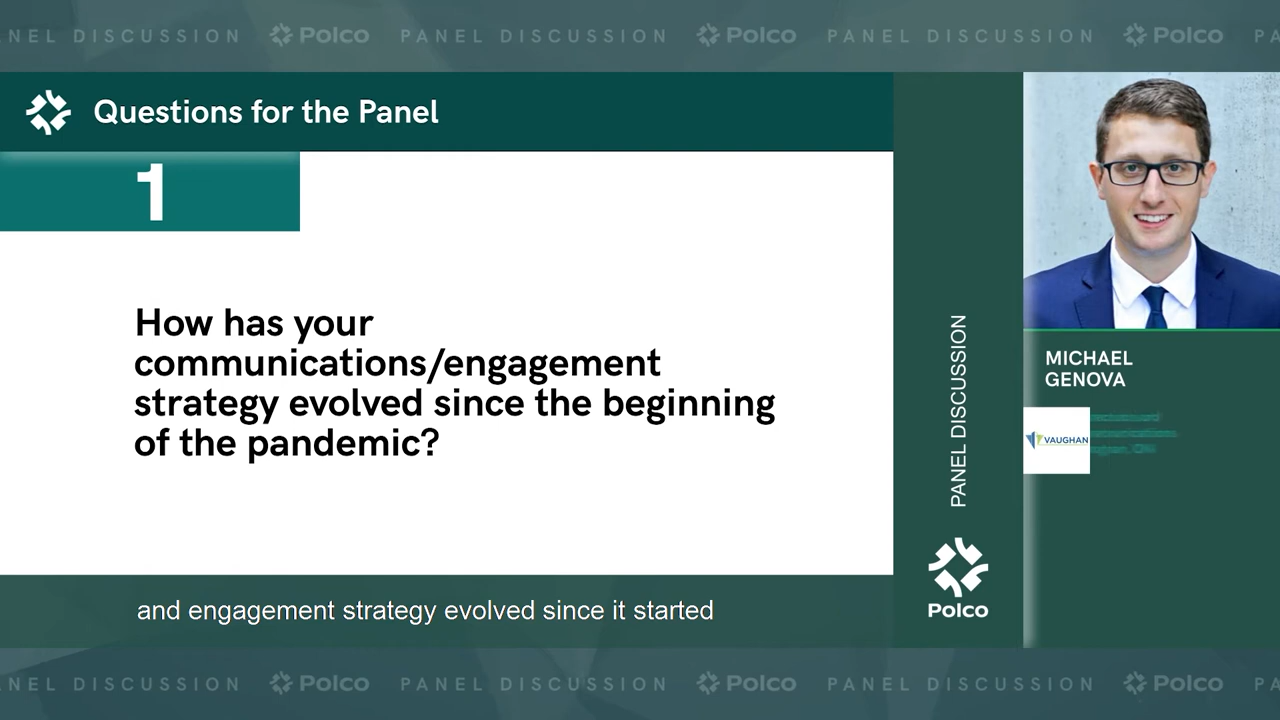 NEL DISCUSSION Polco PANEL DISCUSSION Polco PANEL DISCUSSION Polco PA
Questions for the Panel
1
How has your
communications/engagement
strategy evolved since the beginning
of the pandemic?
and engagement strategy evolved since it started
PANEL DISCUSSION
Polco
MICHAEL
GENOVA
VAUGHAN
NEL DISCUSSION Polco PANEL DISCUSSION Polco PANEL DISCUSSION Polco PA